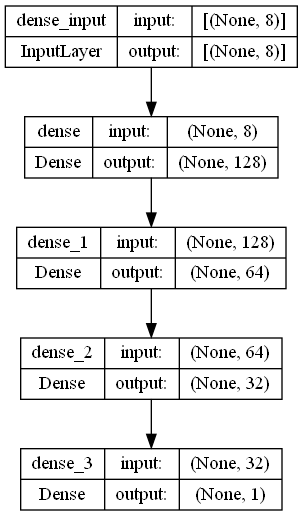 dense_input input: [(None, 8)]
InputLayer output: [(None, 8)]
dense input: (None, 8)
Dense output: (None, 128)
dense_1 input: (None, 128)
Dense output: (None, 64)
dense_2 input: (None, 64)
Dense output: (None, 32)
dense_3 input: (None, 32)
Dense output: (None, 1)